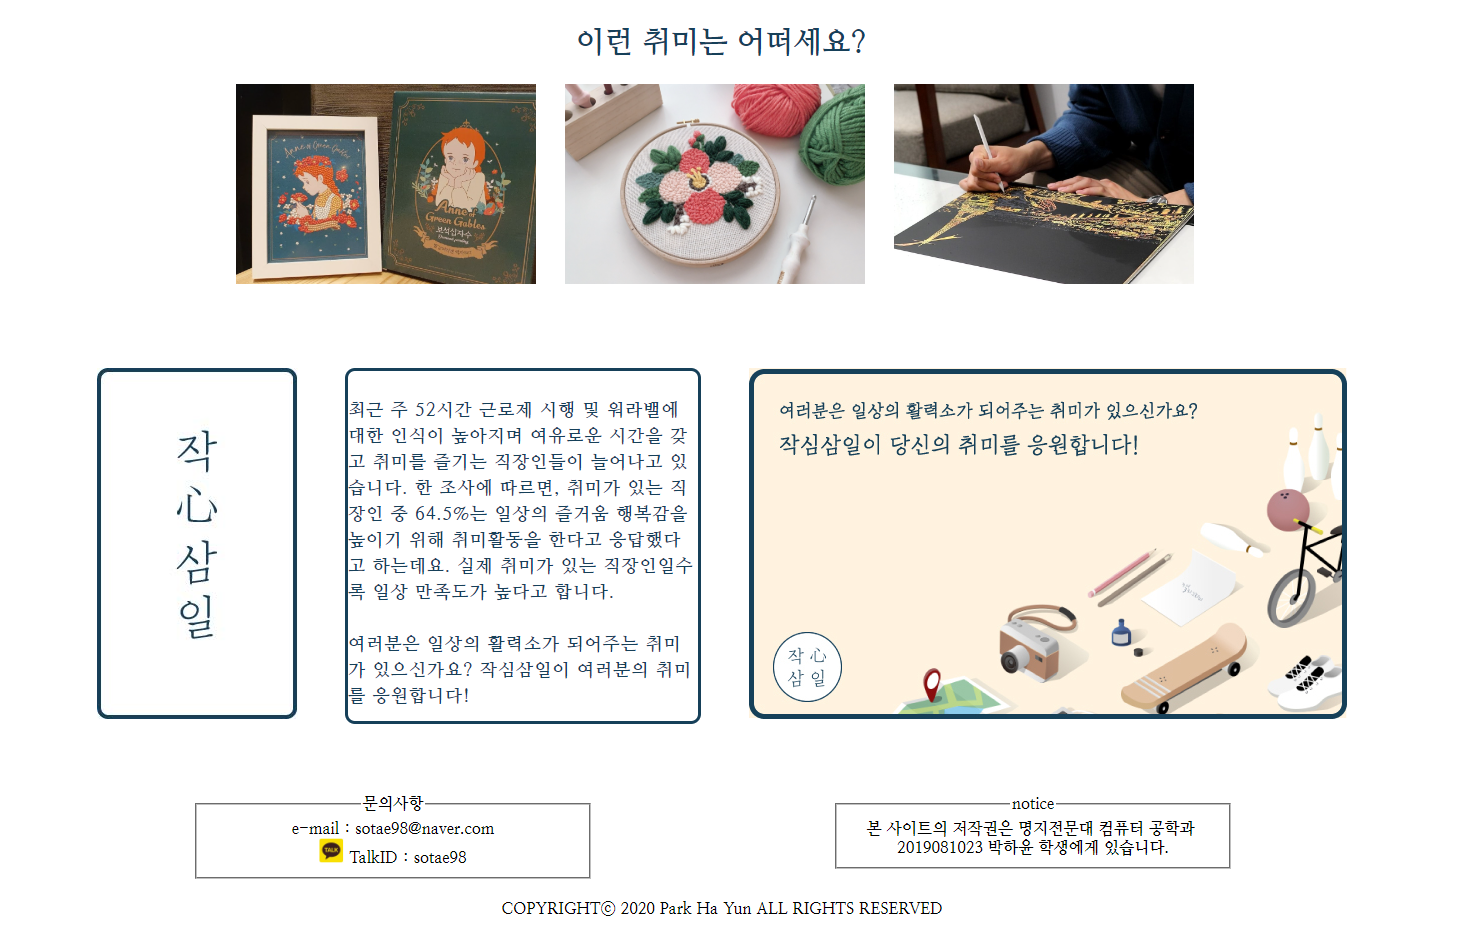 이런 취미는 어떠세요?
Anne of Green Gables
Anne of
Green Gables
보석십자수
작
心
삼
일
최근 주 52시간 근로제 시행 및 워라밸에
대한 인식이 높아지며 여유로운 시간을 갖
고 취미를 즐기는 직장인들이 늘어나고 있
습니다. 한 조사에 따르면, 취미가 있는 직
장인 중 64.5%는 일상의 즐거움 행복감을
높이기 위해 취미활동을 한다고 응답했다
고 하는데요. 실제 취미가 있는 직장인일수
록 일상 만족도가 높다고 합니다.
여러분은 일상의 활력소가 되어주는 취미
가 있으신가요? 작심삼일이 여러분의 취미
를 응원합니다!
여러분은 일상의 활력소가 되어주는 취미가 있으신가요?
작심삼일이 당신의 취미를 응원합니다!
작心
삼일
문의사항
e-mail : sotae98@naver.com
TALK TalkID : sotae98
notice
본 사이트의 저작권은 명지전문대 컴퓨터 공학과
2019081023 박하윤 학생에게 있습니다.
COPYRIGHTⓒ 2020 Park Ha Yun ALL RIGHTS RESERVED